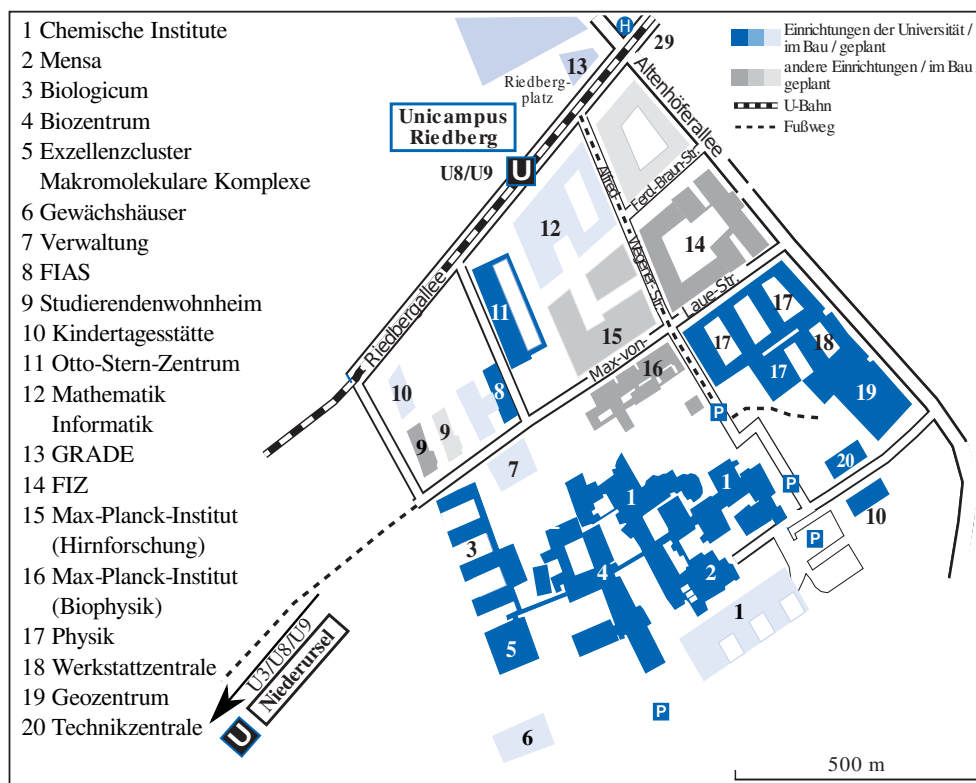 1 Chemische Institute
2 Mensa
3 Biologicum
4 Biozentrum
5 Exzellenzcluster
Makromolekulare Komplexe
6 Gewächshäuser
7 Verwaltung
8 FIAS
9 Studierendenwohnheim
10 Kindertagesstätte
11 Otto-Stern-Zentrum
12 Mathematik
Informatik
13 GRADE
14 FIZ
15 Max-Planck-Institut
(Hirnforschung)
16 Max-Planck-Institut
(Biophysik)
17 Physik
18 Werkstattzentrale
19 Geozentrum
20 Technikzentrale
Einrichtungen der Universität /
im Bau / geplant
andere Einrichtungen / im Bau
geplant
U-Bahn
Fußweg
H
29
13
Riedberg-
platz
Altenhöferallee
Unicampus
Riedberg
U8/U9
U
Alfred-
Wegener-Str.
Ferd-Braun-Str.
12
14
Riedbergallee
11
15
Laue-Str.
Max-von-
17
17
18
17
16
19
10
8
9
9
P
7
20
1
1
P
10
3
P
4
2
1
5
U3/U8/U9
Niederursel
U
P
6
500 m